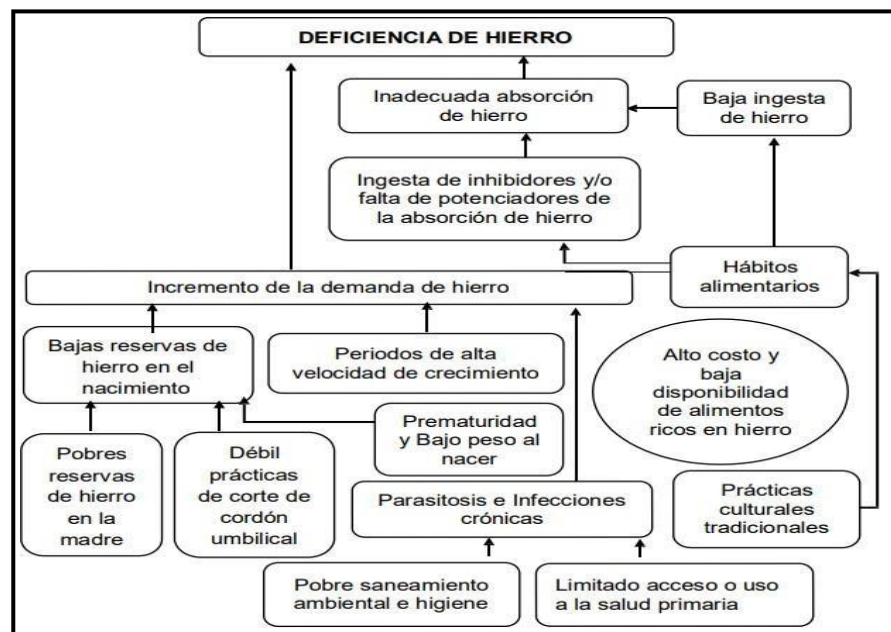 DEFICIENCIA DE HIERRO
Inadecuada absorción
de hierro
Baja ingesta
de hierro
Ingesta de inhibidores y/o
falta de potenciadores de
la absorción de hierro
Hábitos
alimentarios
Incremento de la demanda de hierro
Bajas reservas de
hierro en el
nacimiento
Periodos de alta
velocidad de crecimiento
Alto costo y
baja
disponibilidad
de alimentos
ricos en hierro
Prematuridad
y Bajo peso al
nacer
Pobres
reservas
de hierro
en la
madre
Débil
prácticas
de corte de
cordón
umbilical
Parasitosis e Infecciones
crónicas
Prácticas
culturales
tradicionales
Pobre saneamiento
ambiental e higiene
Limitado acceso o uso
a la salud primaria